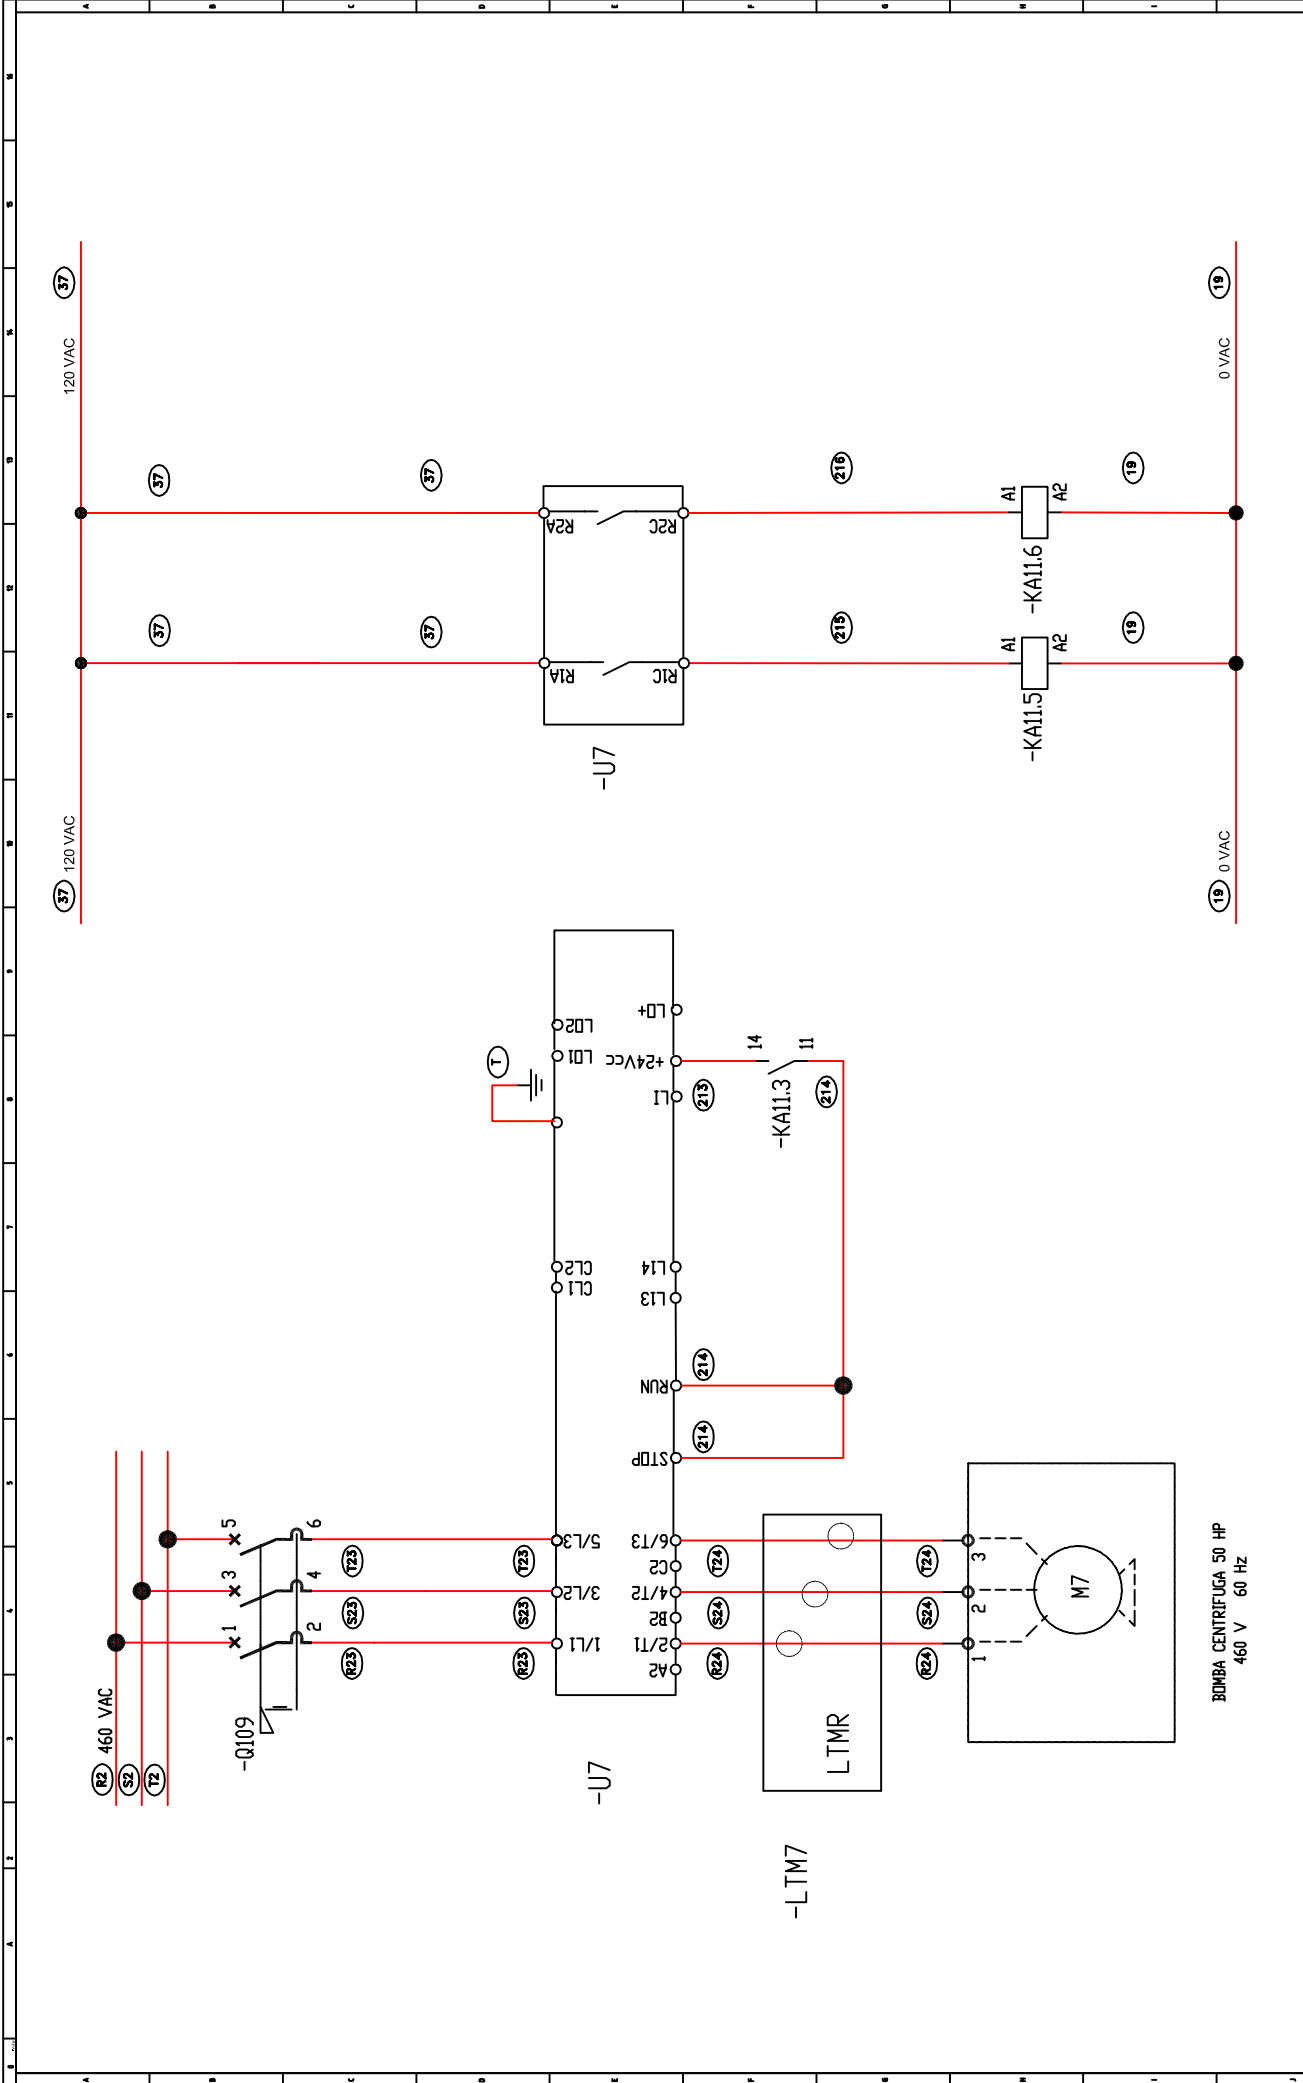 R2
460 VAC
S2
T2
-Q109
1
3
5
2
4
6
R23
S23
T23
R23
S23
T23
-U7
1/L1
3/L2
5/L3
CL1
CL2
LO1
LO2
T
A2
2/T1
B2
4/T2
C2
6/T3
STOP
RUN
L13
L14
LI
+24Vcc
LO+
214
214
213
14
-KA11.3
11
214
R24
S24
T24
-LTM7
LTMR
R24
S24
T24
1
2
3
M7
BOMBA CENTRIFUGA 50 HP
460 V 60 Hz
37
120 VAC
120 VAC
37
37
37
37
37
-U7
R1A
R2A
R1C
R2C
215
216
A1
A1
-KA11.5
-KA11.6
A2
A2
19
19
19
0 VAC
0 VAC
19